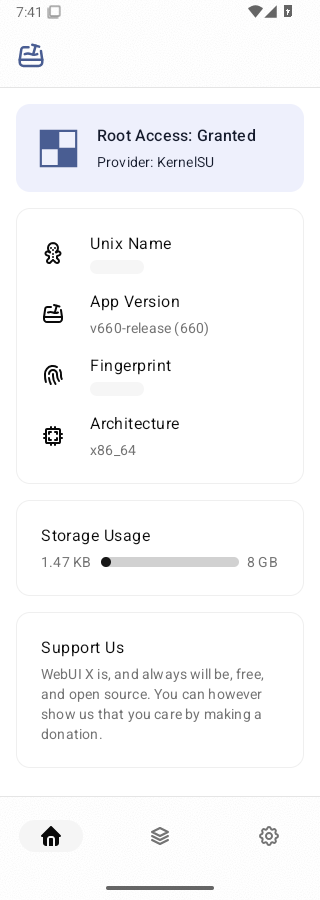 7:41
Root Access: Granted
Provider: KernelSU
Unix Name
App Version
v660-release (660)
Fingerprint
Architecture
x86_64
Storage Usage
1.47 KB 8 GB
Support Us
WebUI X is, and always will be, free,
and open source. You can however
show us that you care by making a
donation.